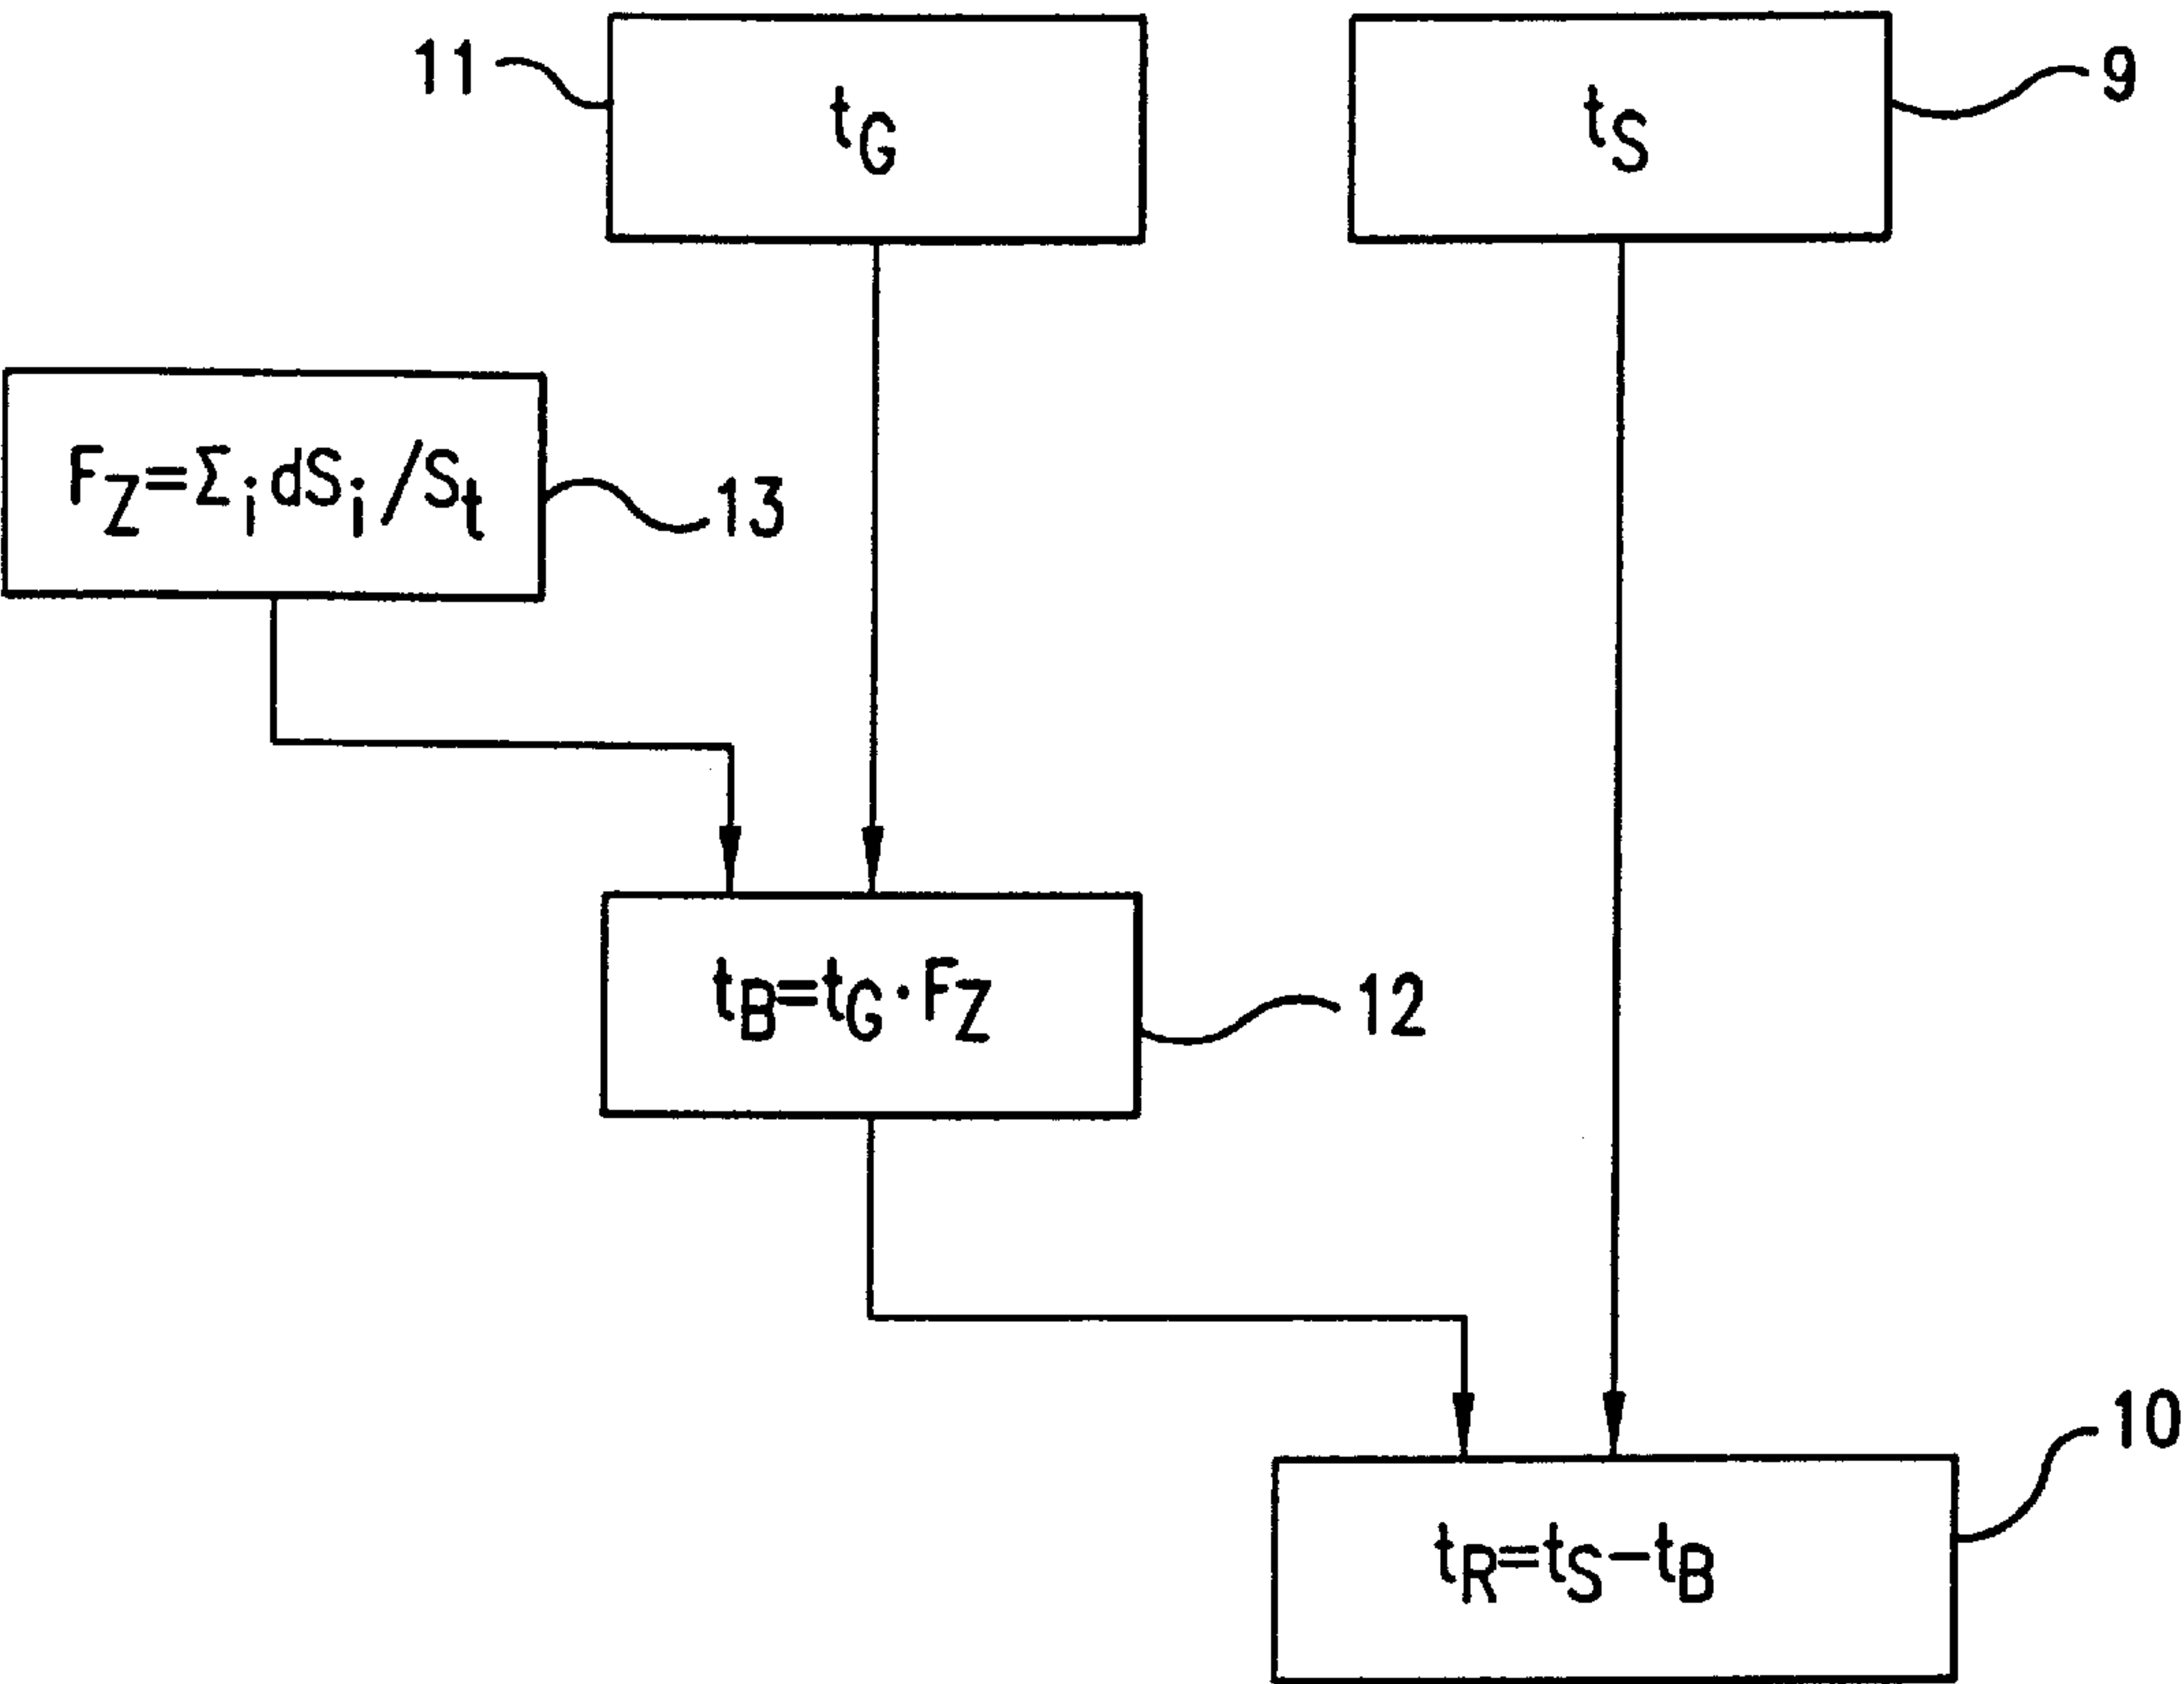 11
t_G
t_S
9
F_Z=Σ_i dS_i/S_t
13
t_B=t_G·F_Z
12
10
t_R=t_S−t_B